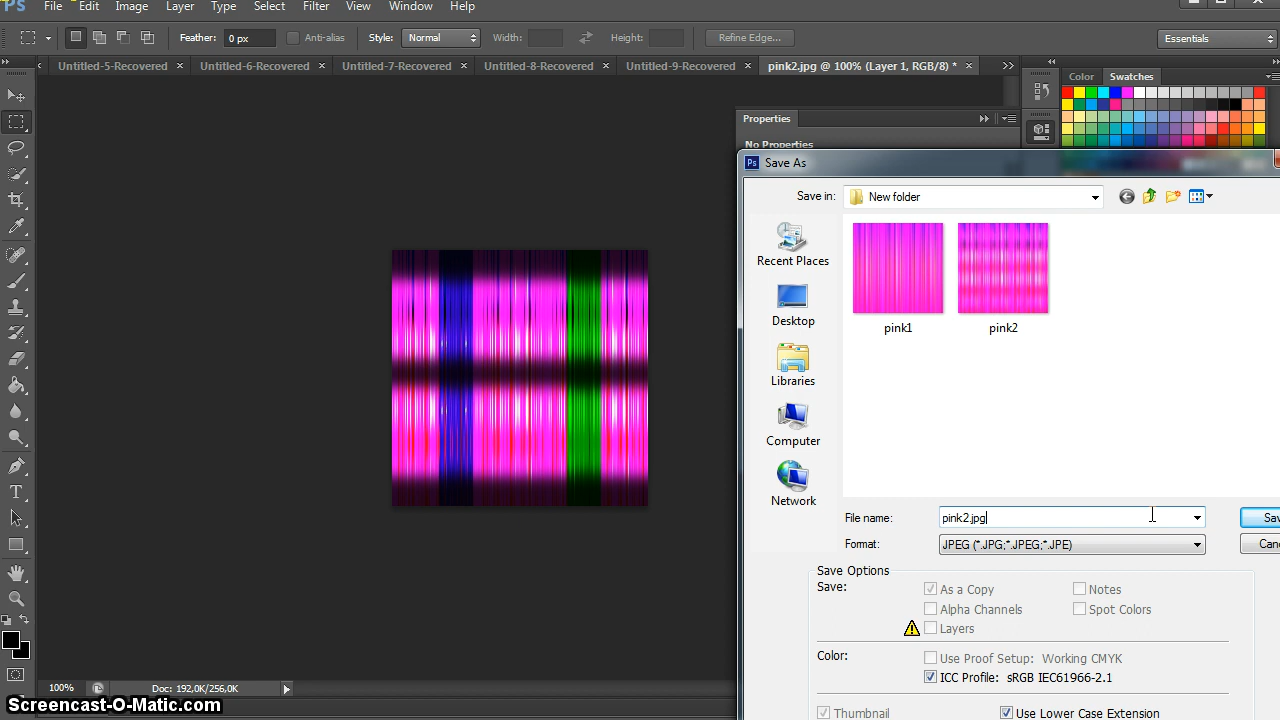 Ps File Edit Image Layer Type Select Filter View Window Help
Feather: 0 px Anti-alias Style: Normal Width: Height: Refine Edge... Essentials
Untitled-5-Recovered × Untitled-6-Recovered × Untitled-7-Recovered × Untitled-8-Recovered × Untitled-9-Recovered × pink2.jpg @ 100% (Layer 1, RGB/8) * ×
Color Swatches
Properties
No Properties
Ps Save As
Save in: New folder
Recent Places
Desktop
Libraries
Computer
Network
pink1 pink2
File name: pink2.jpg Sav
Format: JPEG (*.JPG;*.JPEG;*.JPE) Canc
Save Options
Save: As a Copy Notes
Alpha Channels Spot Colors
Layers
Color: Use Proof Setup: Working CMYK
ICC Profile: sRGB IEC61966-2.1
Thumbnail Use Lower Case Extension
100% Doc: 192,0K/256,0K
Screencast-O-Matic.com